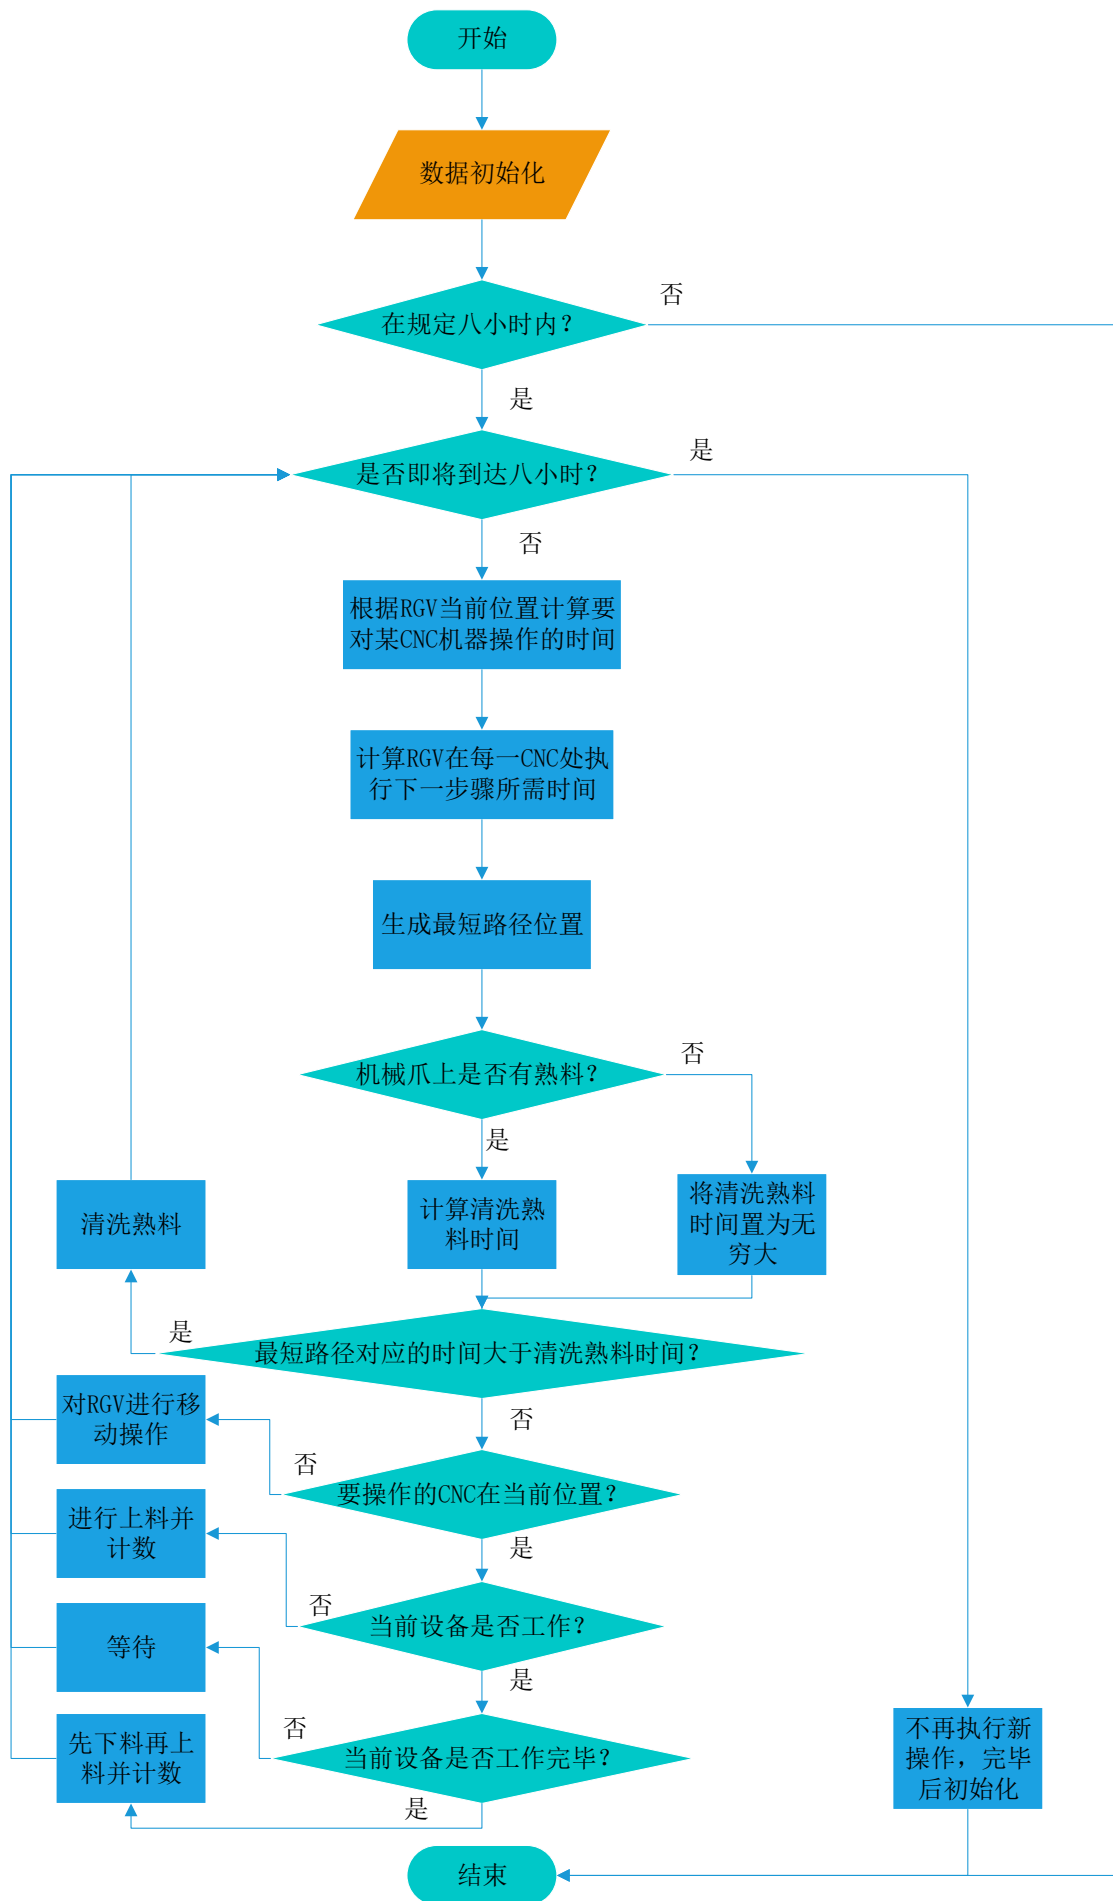 开始
数据初始化
否
在规定八小时内？
是
是
是否即将到达八小时？
否
根据RGV当前位置计算要
对某CNC机器操作的时间
计算RGV在每一CNC处执
行下一步骤所需时间
生成最短路径位置
否
机械爪上是否有熟料？
是
清洗熟料
计算清洗熟
料时间
将清洗熟料
时间置为无
穷大
是
最短路径对应的时间大于清洗熟料时间？
否
对RGV进行移
动操作
否
要操作的CNC在当前位置？
是
进行上料并
计数
否
当前设备是否工作？
是
等待
否
当前设备是否工作完毕？
是
先下料再上
料并计数
不再执行新
操作，完毕
后初始化
结束